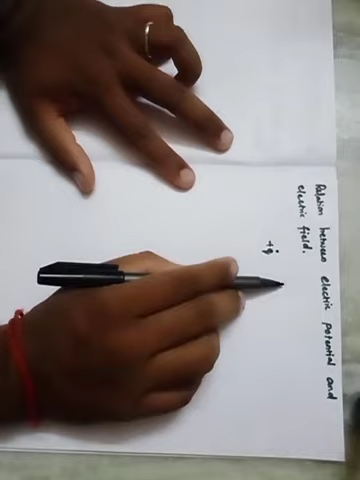 Relation between electric potential and
electric field.
+q